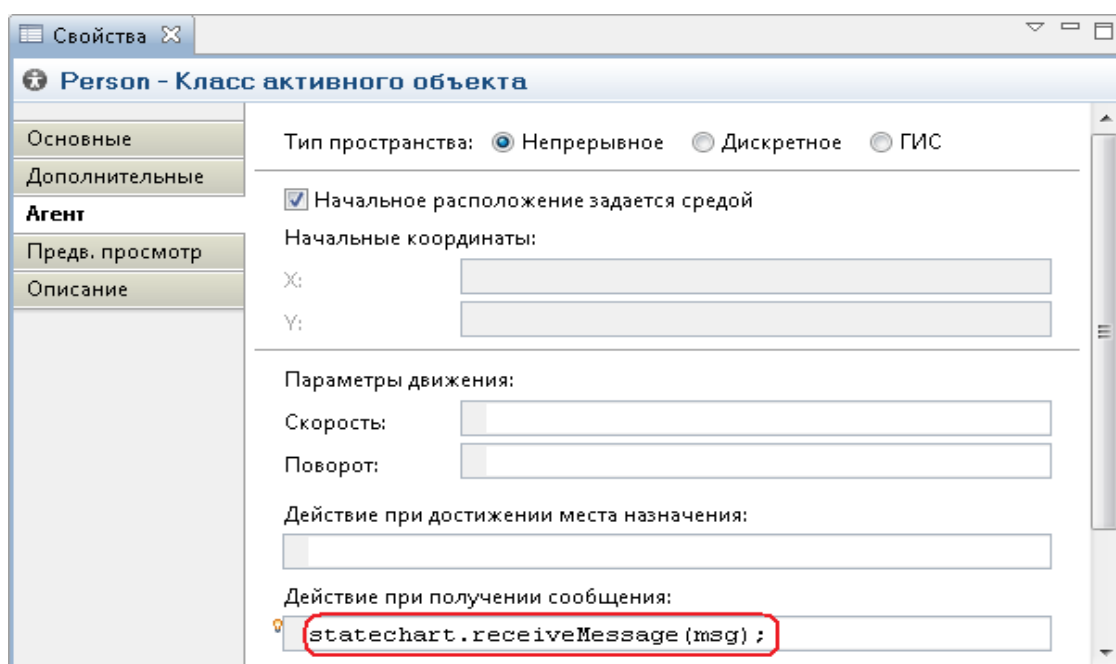 Свойства
Person - Класс активного объекта
Основные
Дополнительные
Агент
Предв. просмотр
Описание
Тип пространства: Непрерывное Дискретное ГИС
Начальное расположение задается средой
Начальные координаты:
X:
Y:
Параметры движения:
Скорость:
Поворот:
Действие при достижении места назначения:
Действие при получении сообщения:
statechart.receiveMessage(msg);